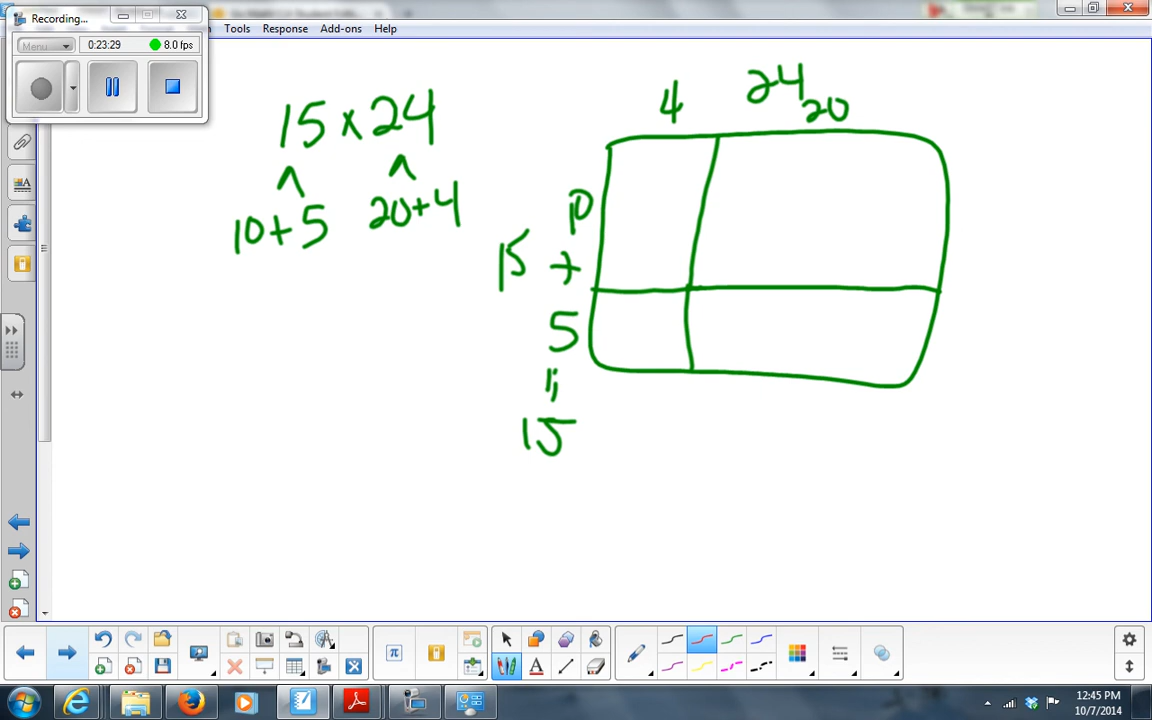 Recording...
Menu
0:23:29
8.0 fps
Tools Response Add-ons Help
15 x 24
10+5 20+4
24
4 20
10
15 +
5
=
15
π
A
12:45 PM
10/7/2014